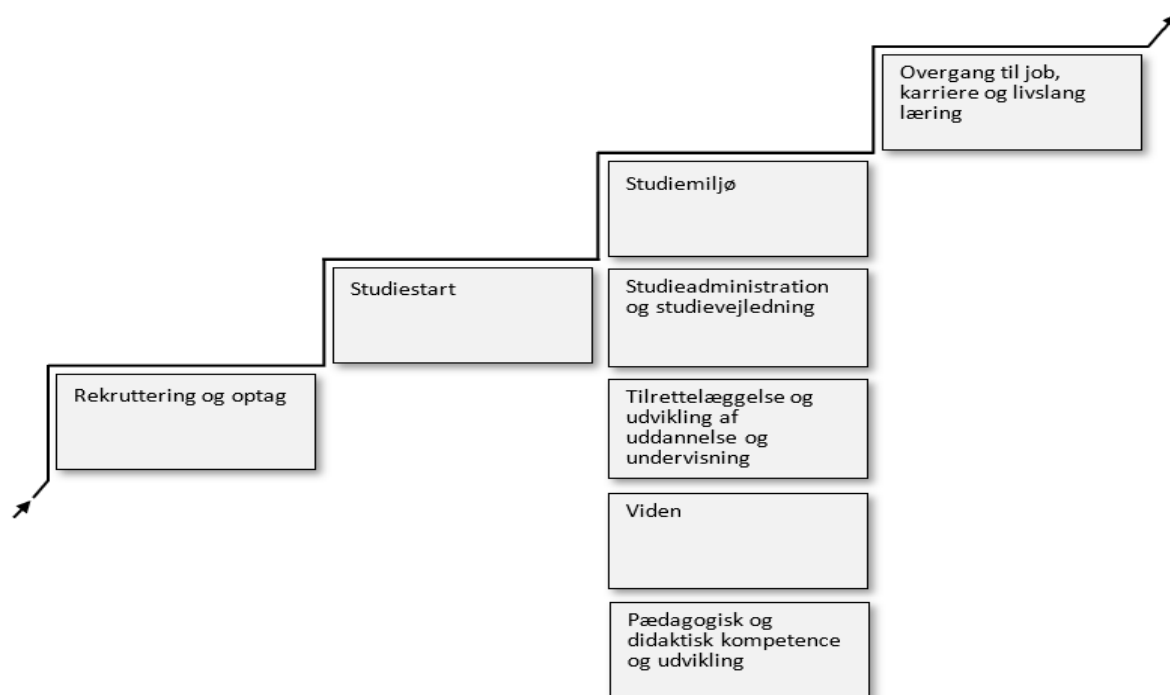 Rekruttering og optag
Studiestart
Studiemiljø
Studieadministration
og studievejledning
Tilrettelæggelse og
udvikling af
uddannelse og
undervisning
Viden
Pædagogisk og
didaktisk kompetence
og udvikling
Overgang til job,
karriere og livslang
læring